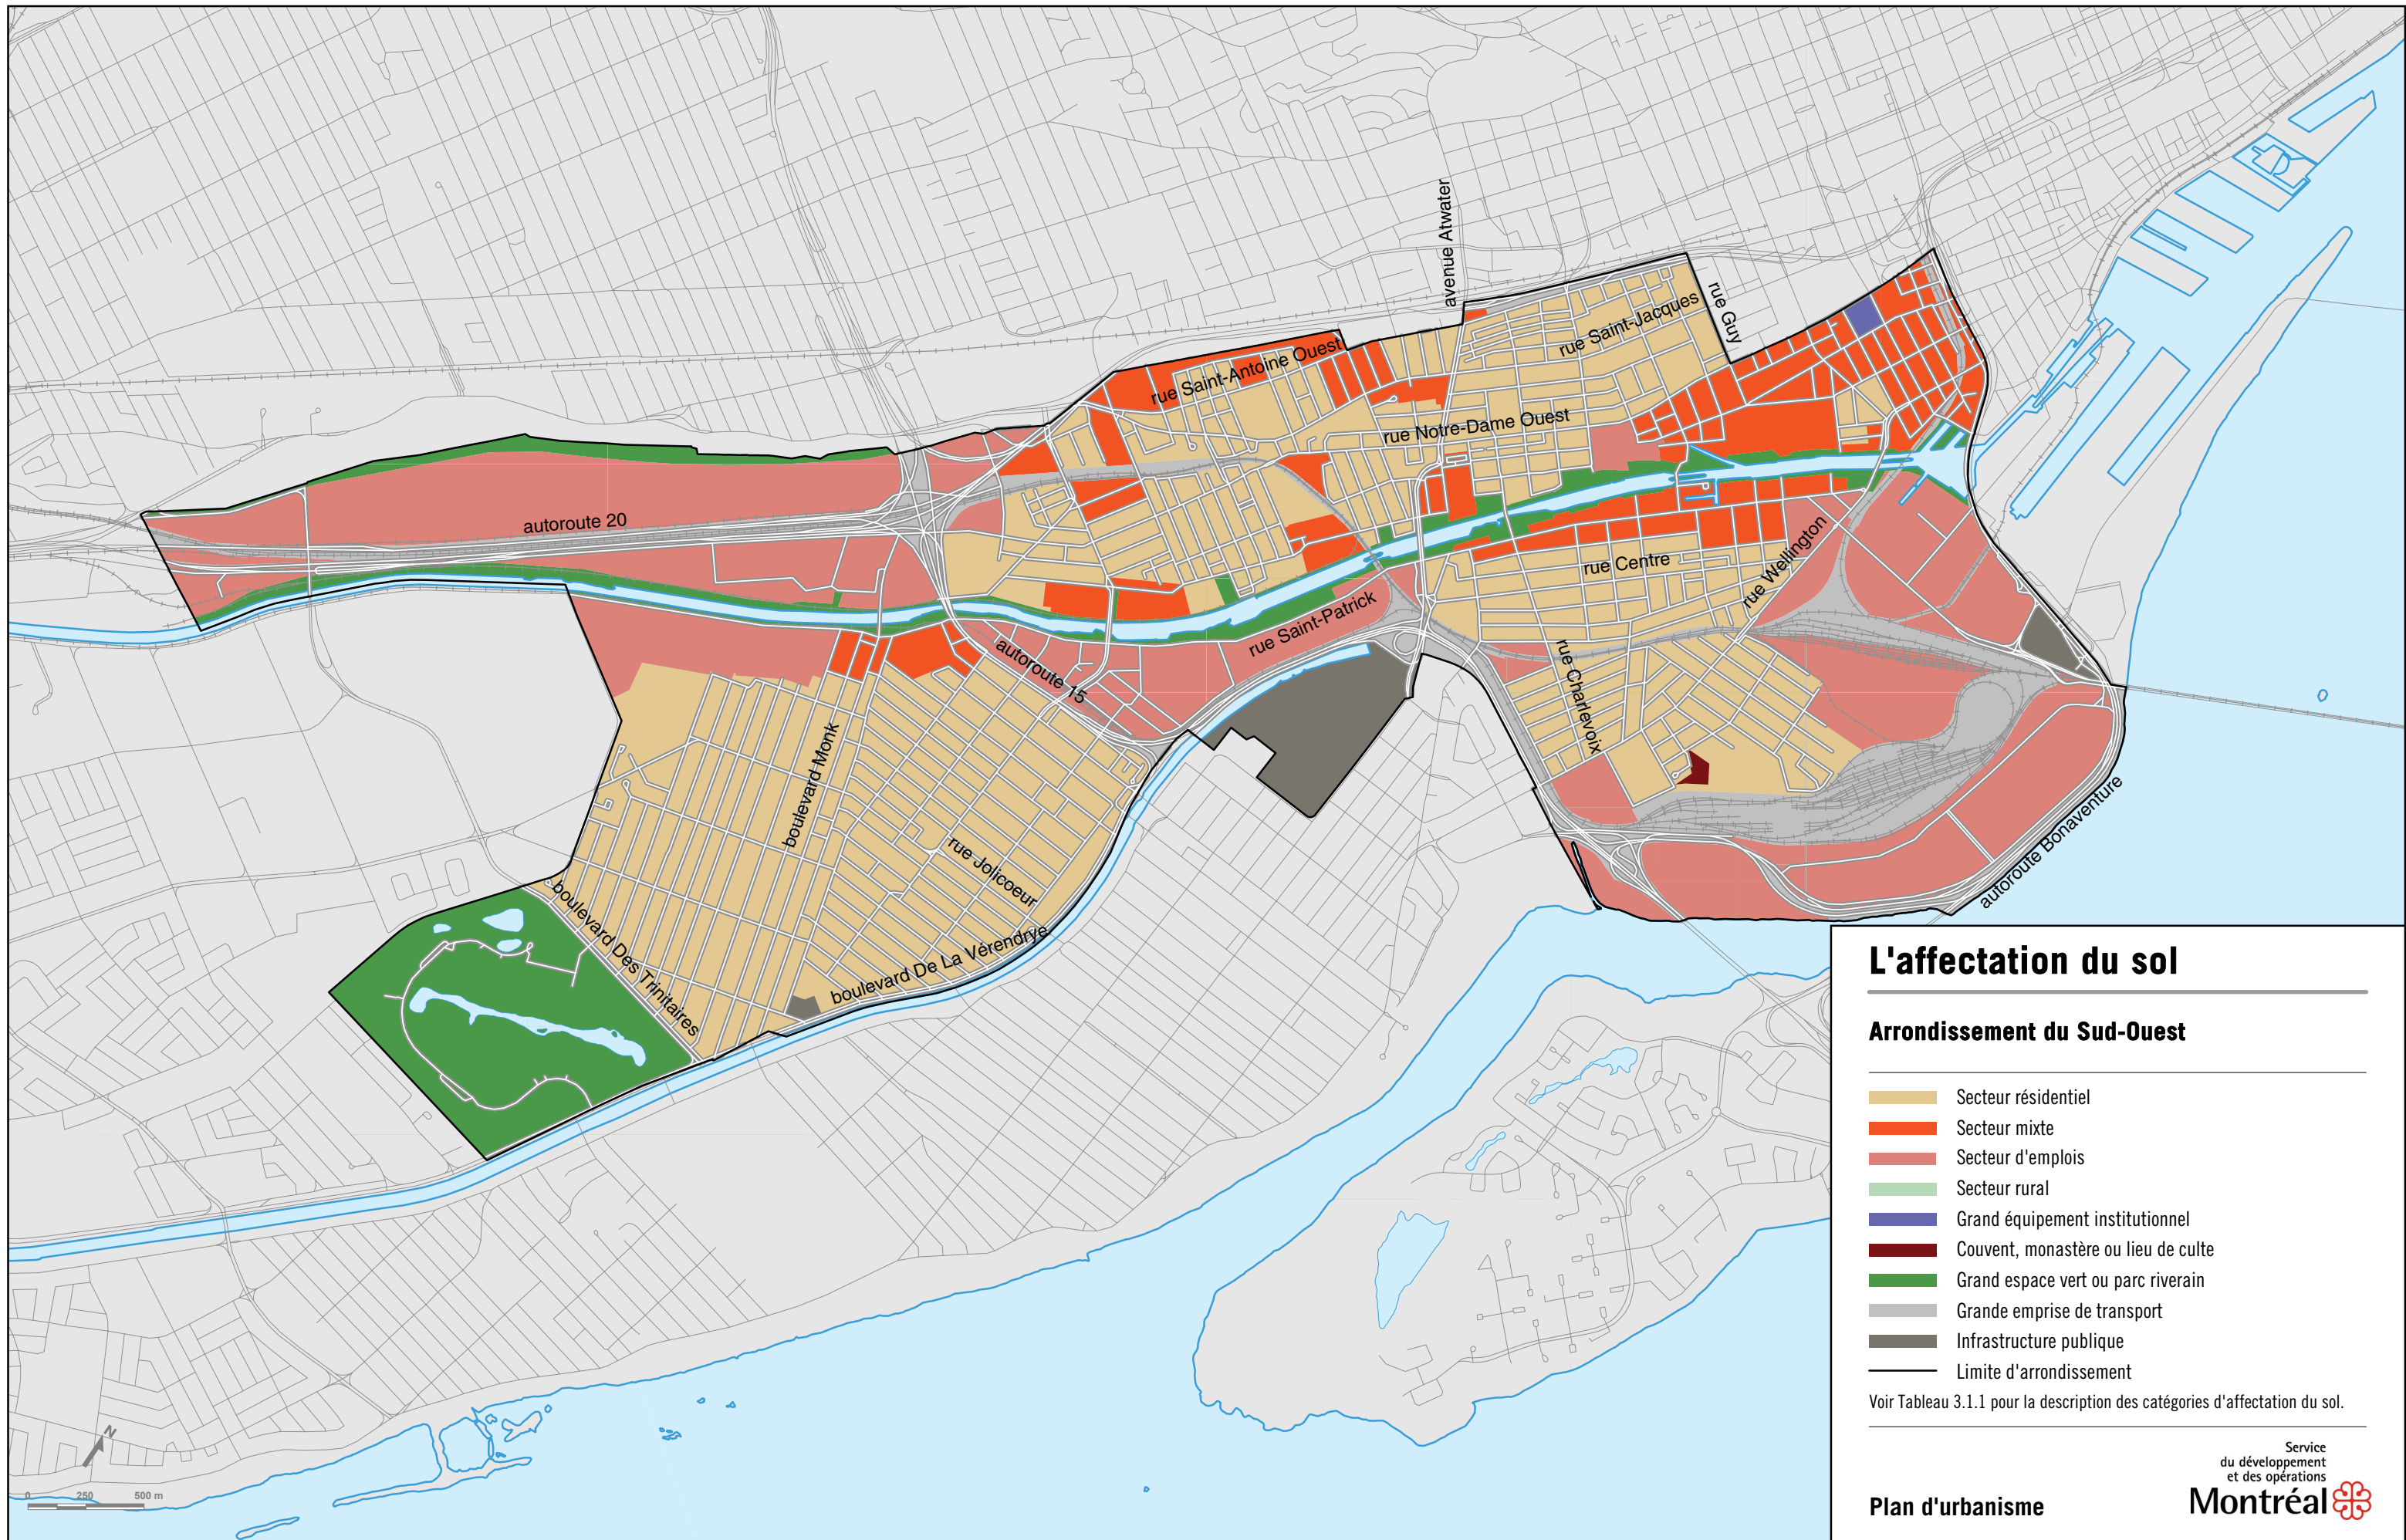 avenue Atwater
rue Guy
rue Saint-Jacques
rue Saint-Antoine Ouest
rue Notre-Dame Ouest
autoroute 20
rue Centre
rue Wellington
rue Saint-Patrick
autoroute 15
rue Charlevoix
boulevard Monk
rue Jolicoeur
autoroute Bonaventure
boulevard Des Trinitaires
boulevard De La Vérendrye
L'affectation du sol
Arrondissement du Sud-Ouest
Secteur résidentiel
Secteur mixte
Secteur d'emplois
Secteur rural
Grand équipement institutionnel
Couvent, monastère ou lieu de culte
Grand espace vert ou parc riverain
Grande emprise de transport
Infrastructure publique
Limite d'arrondissement
Voir Tableau 3.1.1 pour la description des catégories d'affectation du sol.
N
0 250 500 m
Service
du développement
et des opérations
Plan d'urbanisme
Montréal